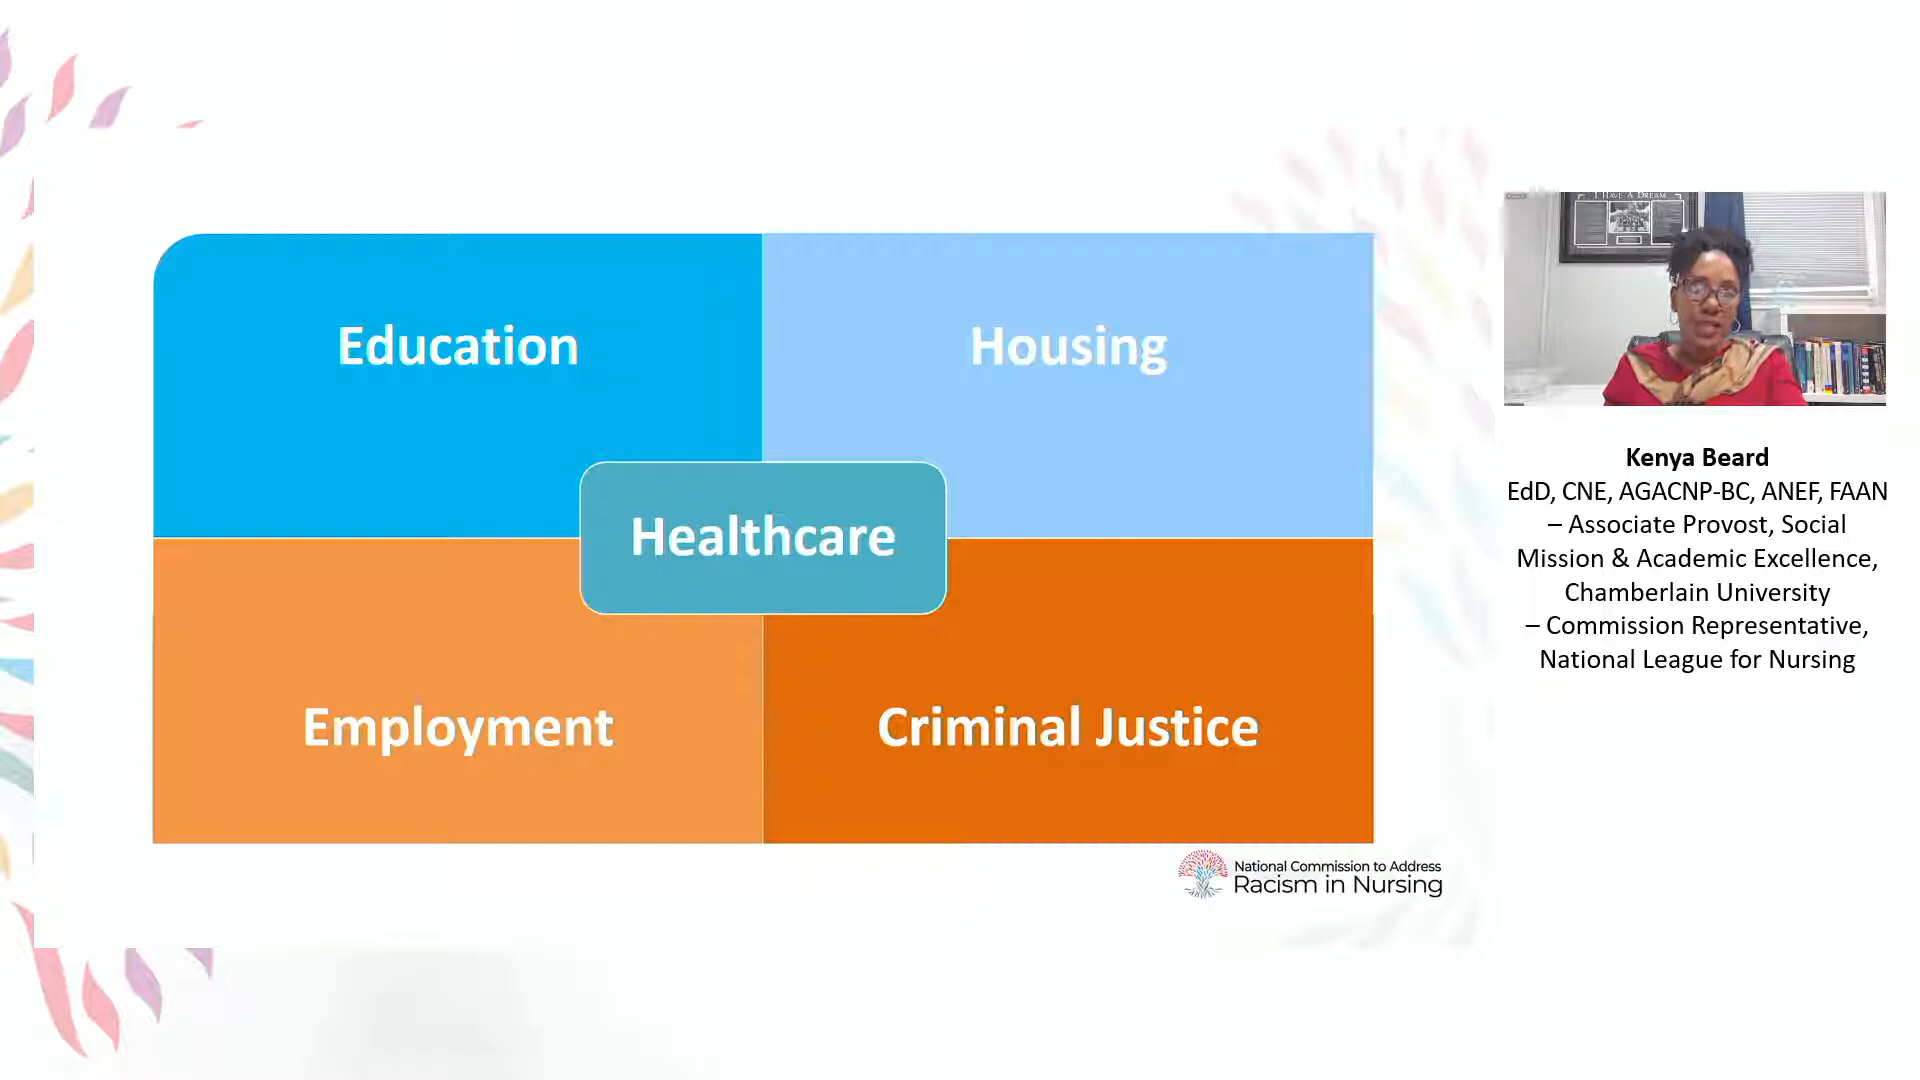 Education
Housing
Healthcare
Employment
Criminal Justice
National Commission to Address
Racism in Nursing
I HAVE A DREAM
Kenya Beard
EdD, CNE, AGACNP-BC, ANEF, FAAN
– Associate Provost, Social
Mission & Academic Excellence,
Chamberlain University
– Commission Representative,
National League for Nursing